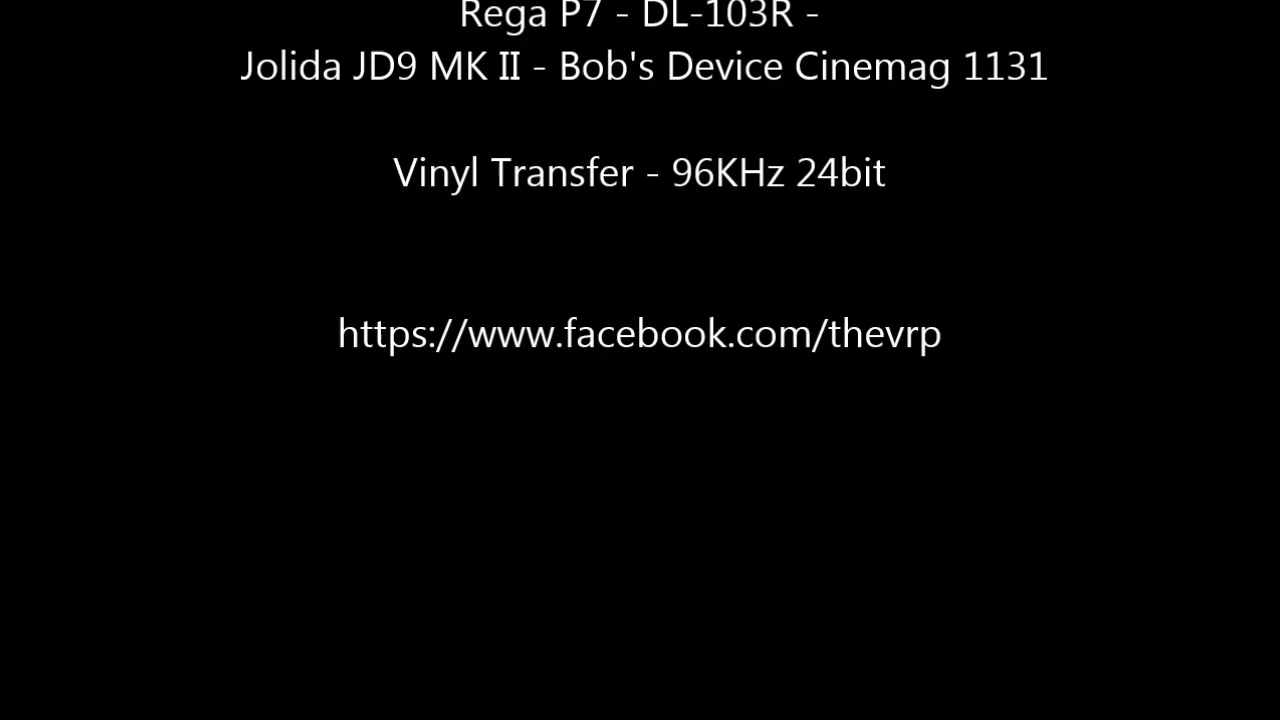 Rega P7 - DL-103R -
Jolida JD9 MK II - Bob's Device Cinemag 1131
Vinyl Transfer - 96KHz 24bit
https://www.facebook.com/thevrp